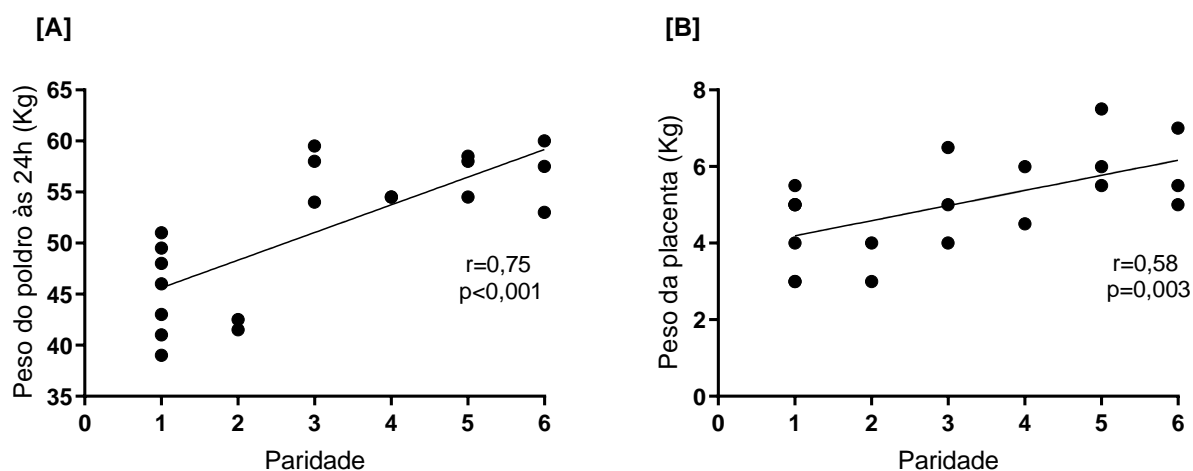 [A]
Peso do poldro às 24h (Kg)
65
60
55
50
45
40
35
0
1
2
3
4
5
6
Paridade
r=0,75
p<0,001
[B]
Peso da placenta (Kg)
8
6
4
2
0
0
1
2
3
4
5
6
Paridade
r=0,58
p=0,003